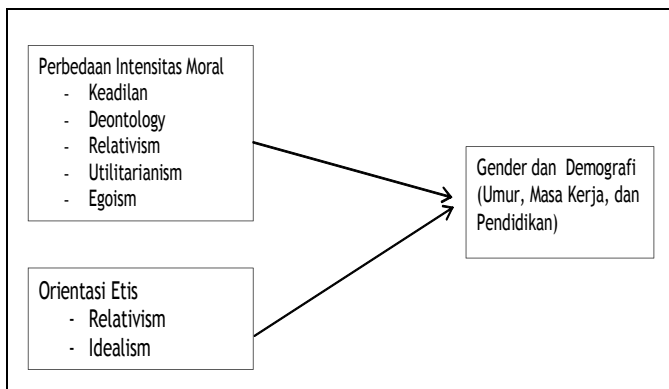 Perbedaan Intensitas Moral
- Keadilan
- Deontology
- Relativism
- Utilitarianism
- Egoism
Gender dan Demografi
(Umur, Masa Kerja, dan
Pendidikan)
Orientasi Etis
- Relativism
- Idealism